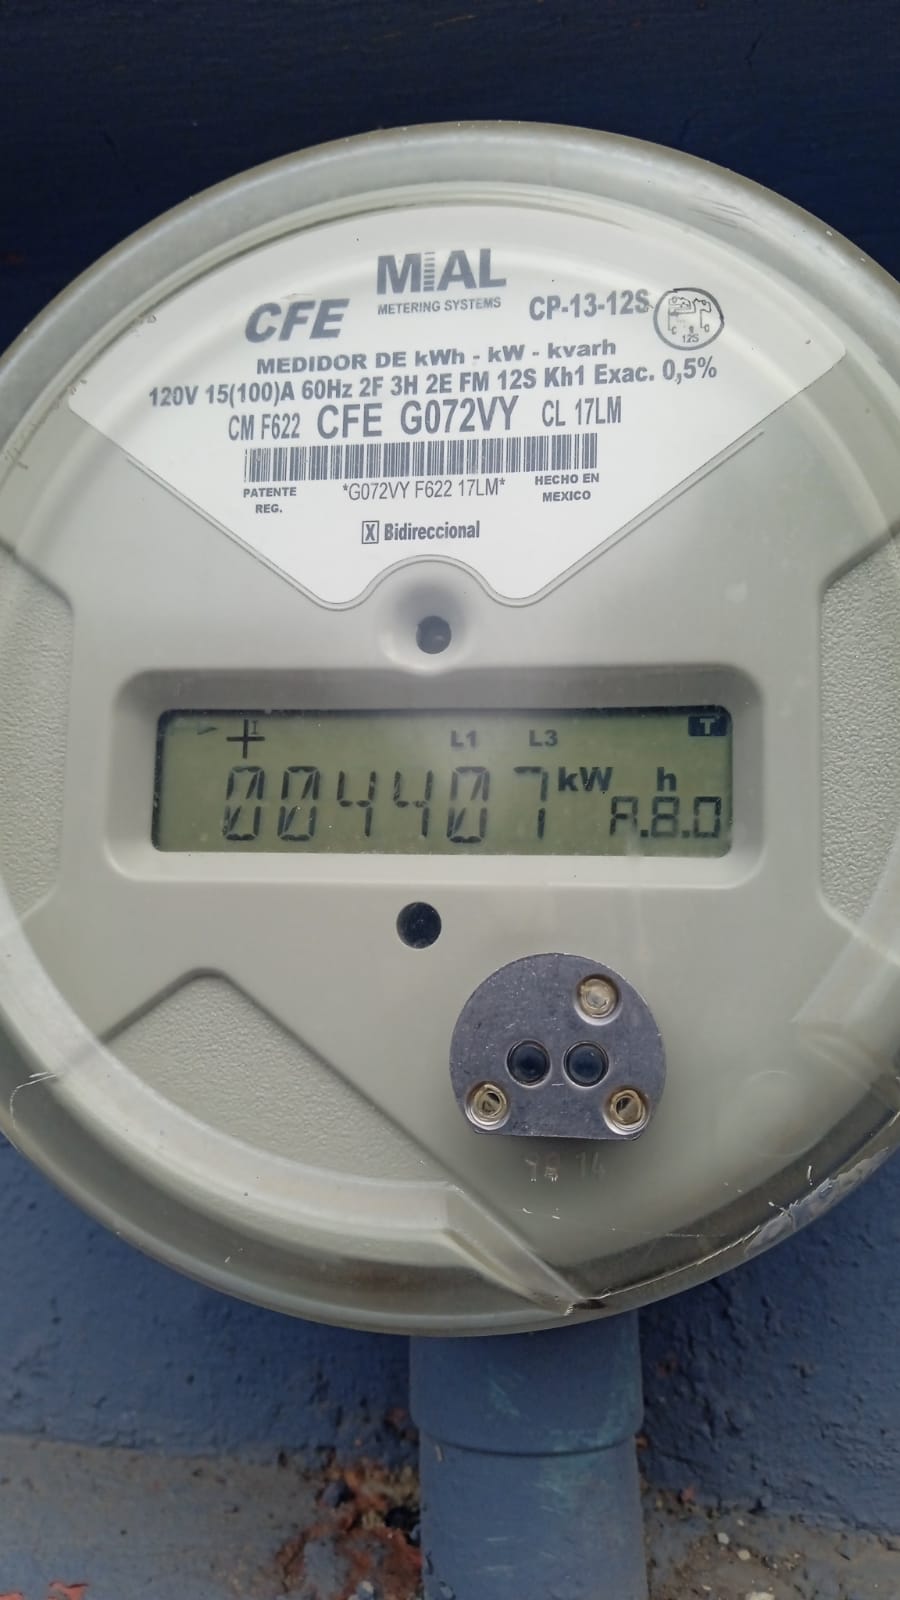 MIAL
METERING SYSTEMS
CFE
CP-13-12S
12S
MEDIDOR DE kWh - kW - kvarh
120V 15(100)A 60Hz 2F 3H 2E FM 12S Kh1 Exac. 0,5%
CM F622 CFE G072VY CL 17LM
PATENTE REG.
*G072VY F622 17LM*
HECHO EN MEXICO
X Bidireccional
L1 L3 T
004407 kW h
A.8.0